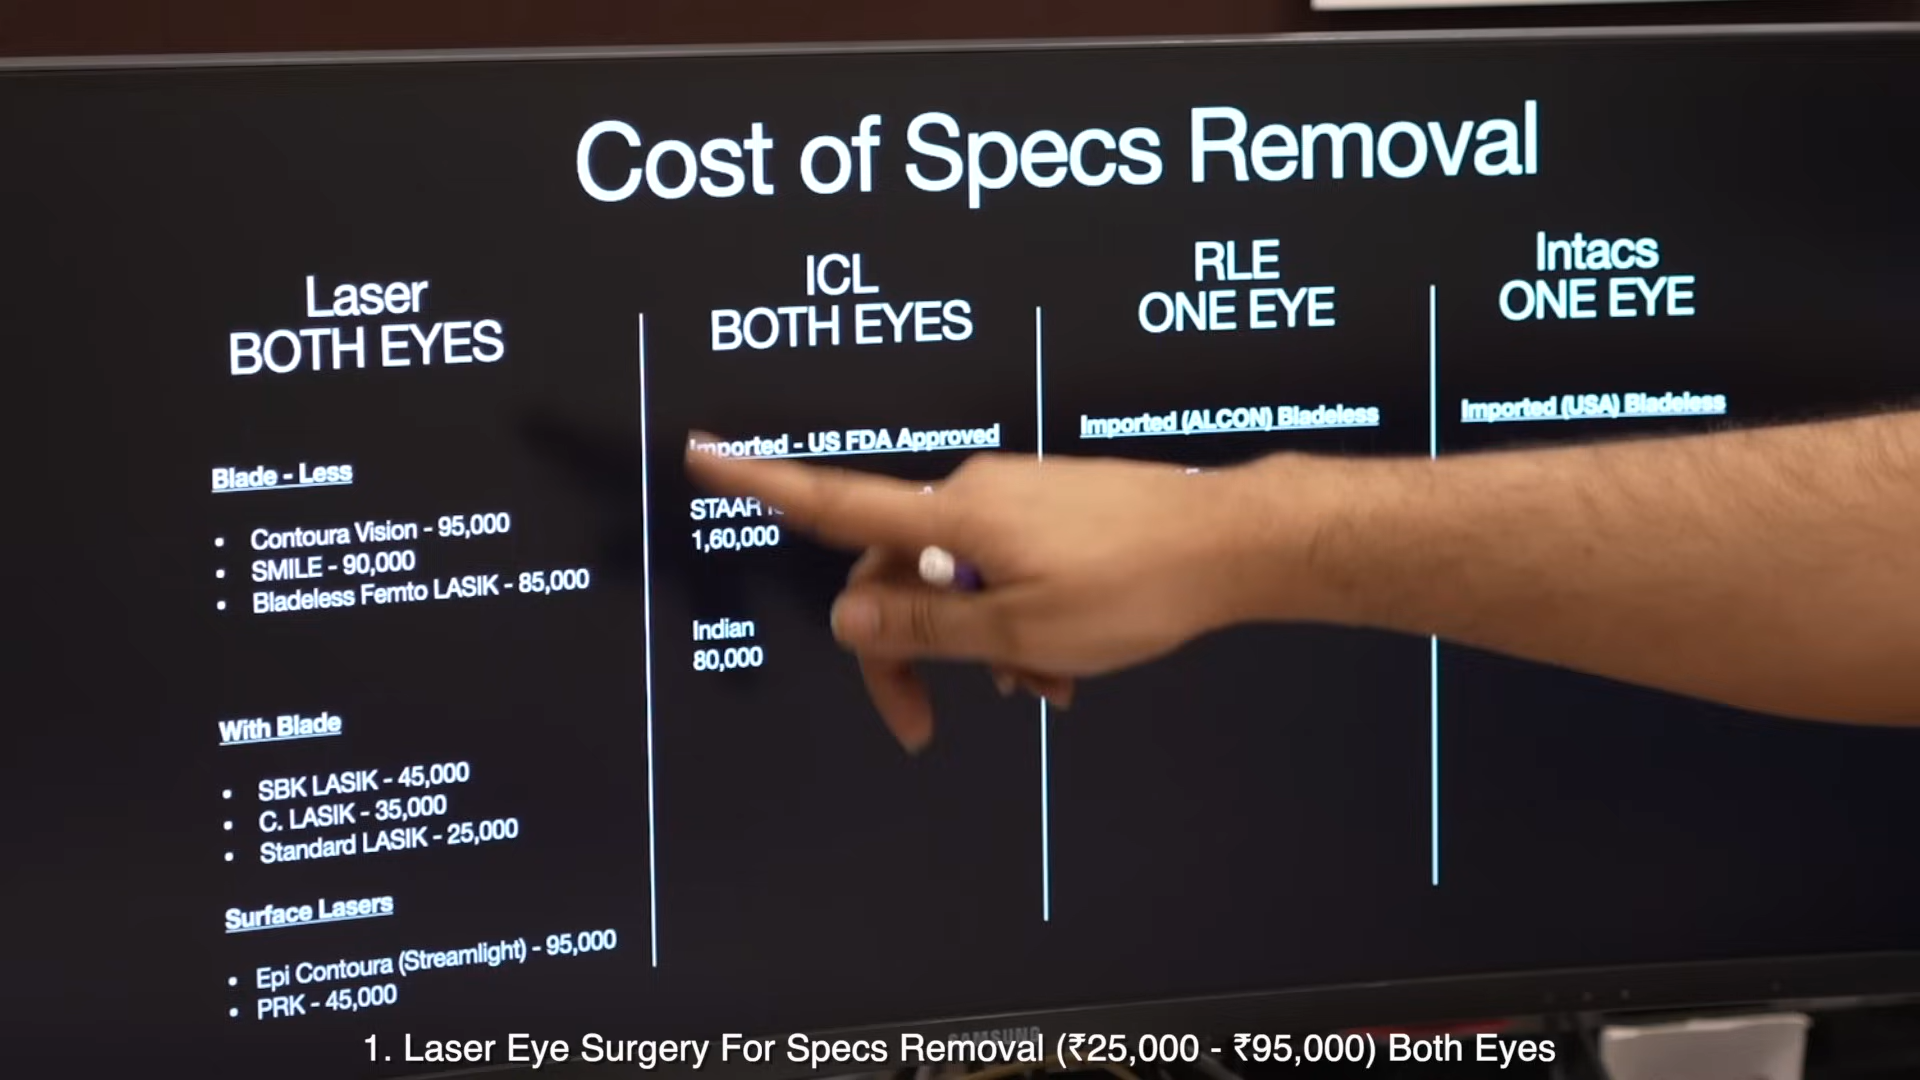 Cost of Specs Removal
Laser
BOTH EYES
Blade - Less
• Contoura Vision - 95,000
• SMILE - 90,000
• Bladeless Femto LASIK - 85,000
With Blade
• SBK LASIK - 45,000
• C. LASIK - 35,000
• Standard LASIK - 25,000
Surface Lasers
• Epi Contoura (Streamlight) - 95,000
• PRK - 45,000
ICL
BOTH EYES
Imported - US FDA Approved
STAAR
1,60,000
Indian
80,000
RLE
ONE EYE
Imported (ALCON) Bladeless
Intacs
ONE EYE
Imported (USA) Bladeless
SAMSUNG
1. Laser Eye Surgery For Specs Removal (₹25,000 - ₹95,000) Both Eyes